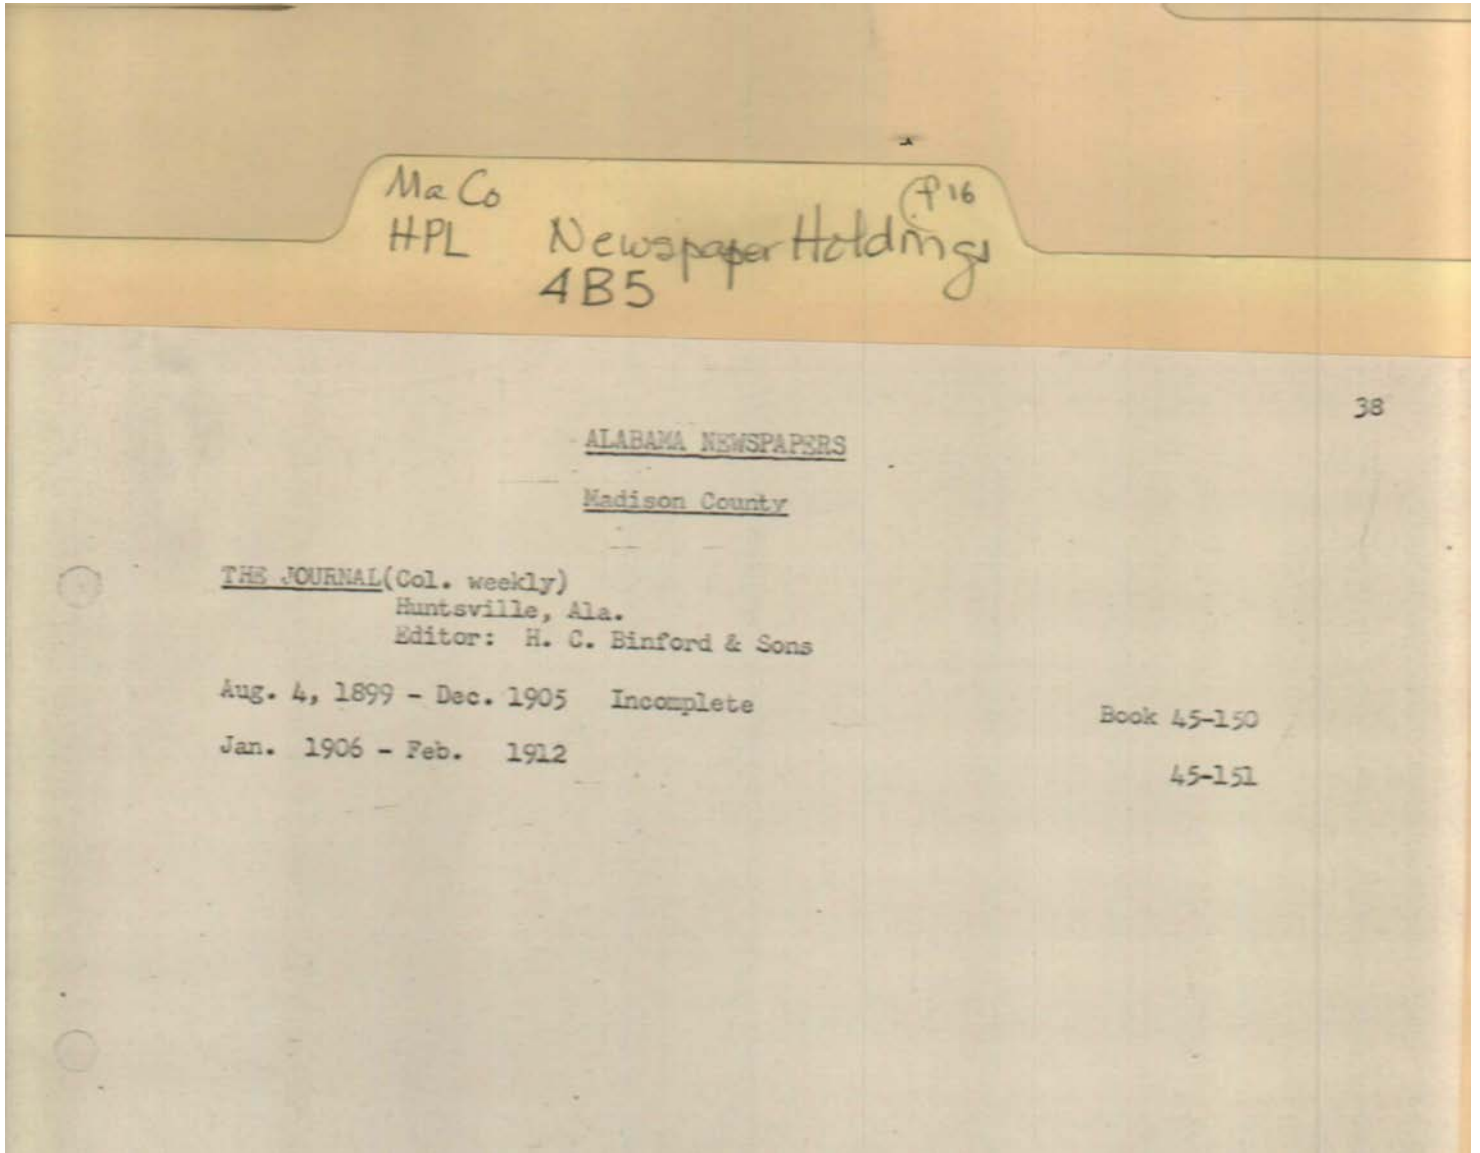 Ma Co
P16
HPL Newspaper Holdings
4B5
38
ALABAMA NEWSPAPERS
Madison County
THE JOURNAL(Col. weekly)
Huntsville, Ala.
Editor: H. C. Binford & Sons
Aug. 4, 1899 - Dec. 1905 Incomplete Book 45-150
Jan. 1906 - Feb. 1912 45-151